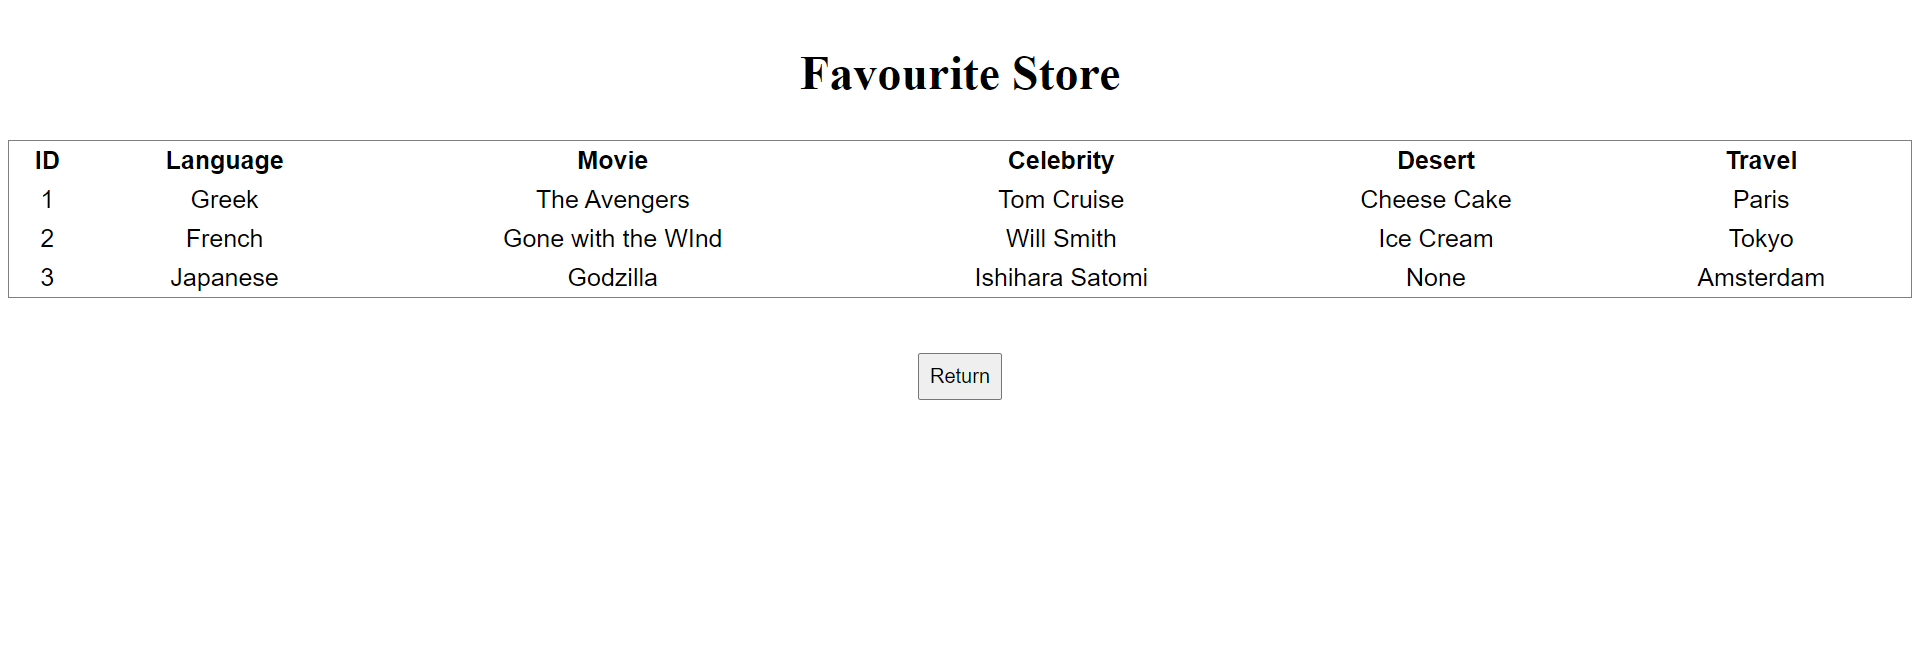 Favourite Store
ID Language Movie Celebrity Desert Travel
1 Greek The Avengers Tom Cruise Cheese Cake Paris
2 French Gone with the WInd Will Smith Ice Cream Tokyo
3 Japanese Godzilla Ishihara Satomi None Amsterdam
Return